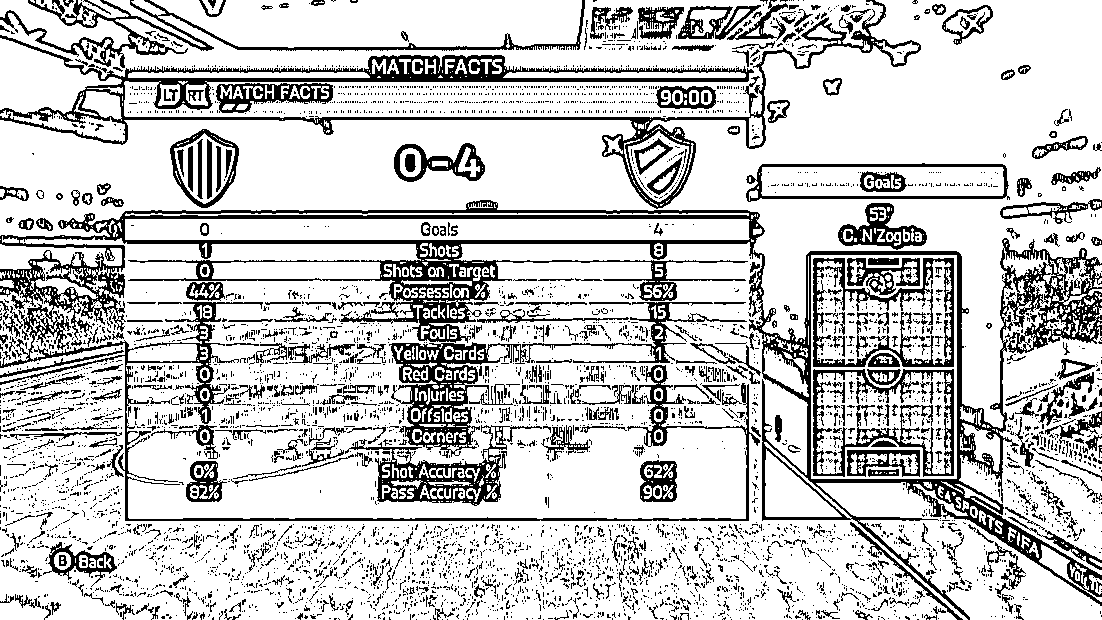 MATCH FACTS
LT RT MATCH FACTS 90:00
0-4
0 Goals 4
1 Shots 8
0 Shots on Target 5
44% Possession % 56%
18 Tackles 15
3 Fouls 2
3 Yellow Cards 1
0 Red Cards 0
0 Injuries 0
1 Offsides 0
0 Corners 0
0% Shot Accuracy % 62%
82% Pass Accuracy % 90%
Goals
53'
C. N'Zogbia
EA SPORTS FIFA
B Back